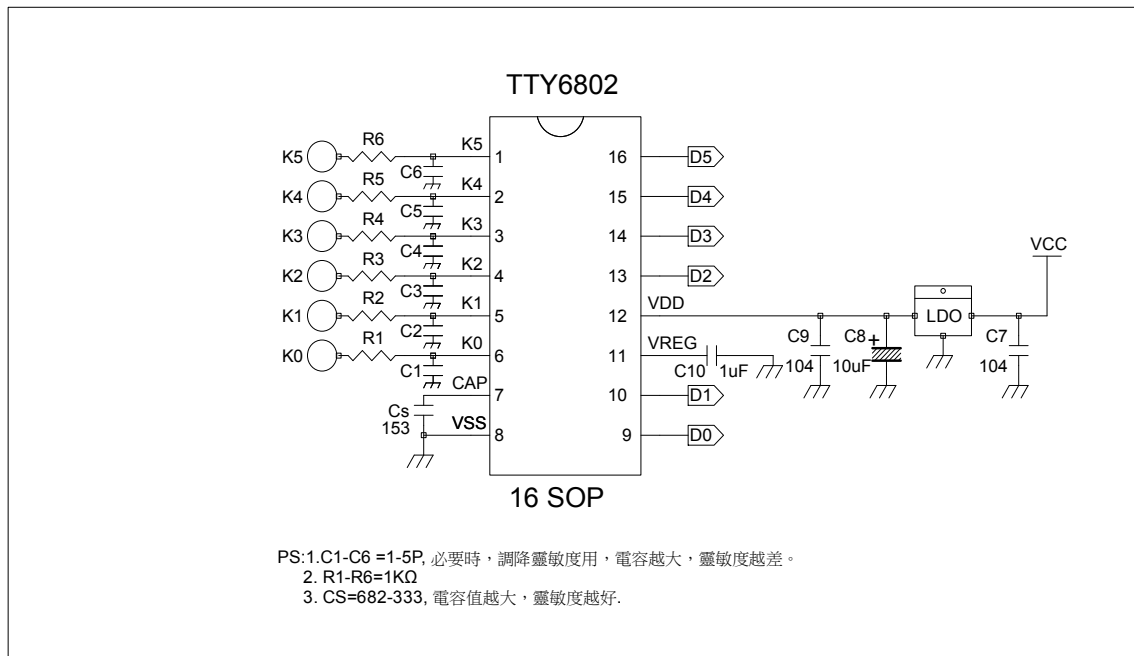 TTY6802
K5 R6 K5 1 16 D5
C6
K4 R5 K4 2 15 D4
C5
K3 R4 K3 3 14 D3
C4
K2 R3 K2 4 13 D2
C3
K1 R2 K1 5 12 VDD LDO VCC
C2
K0 R1 K0 6 11 VREG C10 1uF
C1
C9 104
C8 + 10uF
C7 104
CAP 7 10 D1
Cs 153
VSS 8 9 D0
16 SOP
PS:1.C1-C6 =1-5P, 必要時，調降靈敏度用，電容越大，靈敏度越差。
2. R1-R6=1KΩ
3. CS=682-333, 電容值越大，靈敏度越好.